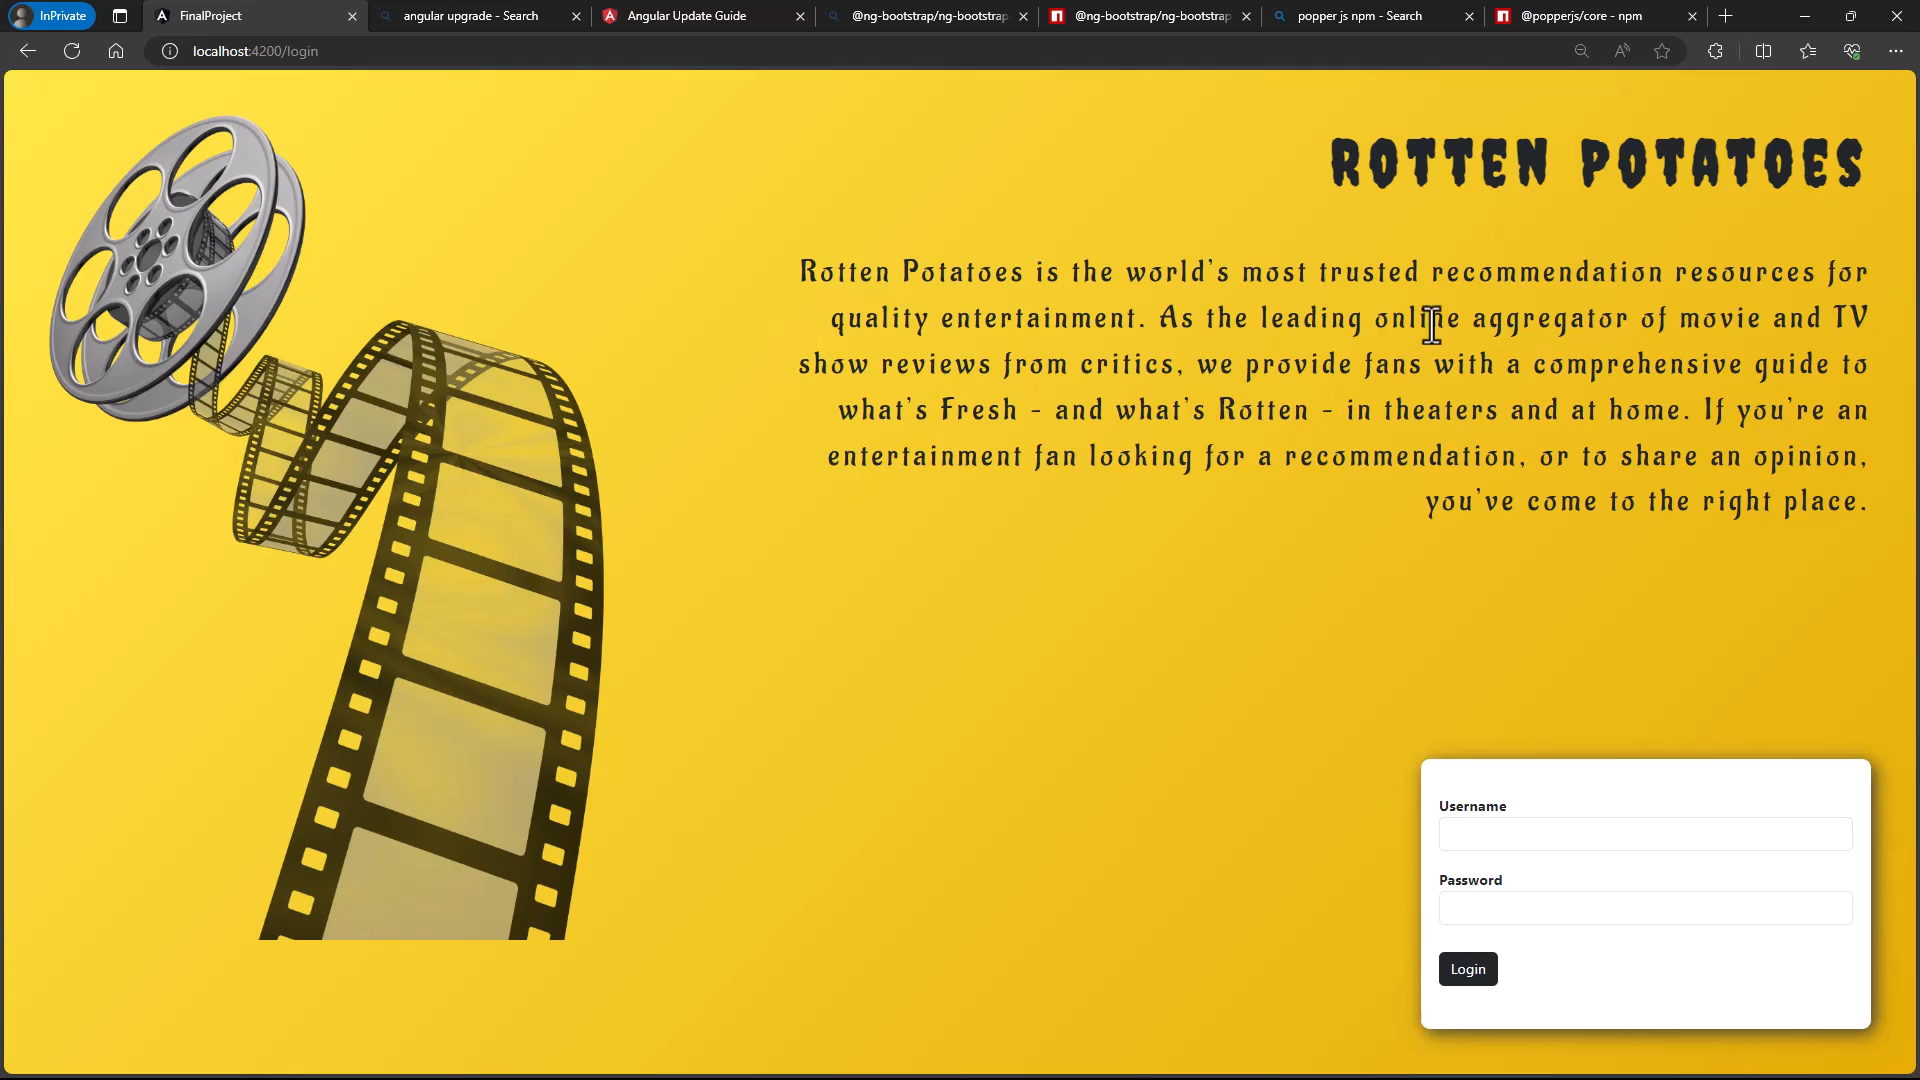 InPrivate
FinalProject
angular upgrade - Search
Angular Update Guide
@ng-bootstrap/ng-bootstrap
@ng-bootstrap/ng-bootstrap
popper js npm - Search
@popperjs/core - npm
localhost:4200/login
ROTTEN POTATOES
Rotten Potatoes is the world's most trusted recommendation resources for
quality entertainment. As the leading online aggregator of movie and TV
show reviews from critics, we provide fans with a comprehensive guide to
what's Fresh - and what's Rotten - in theaters and at home. If you're an
entertainment fan looking for a recommendation, or to share an opinion,
you've come to the right place.
Username
Password
Login